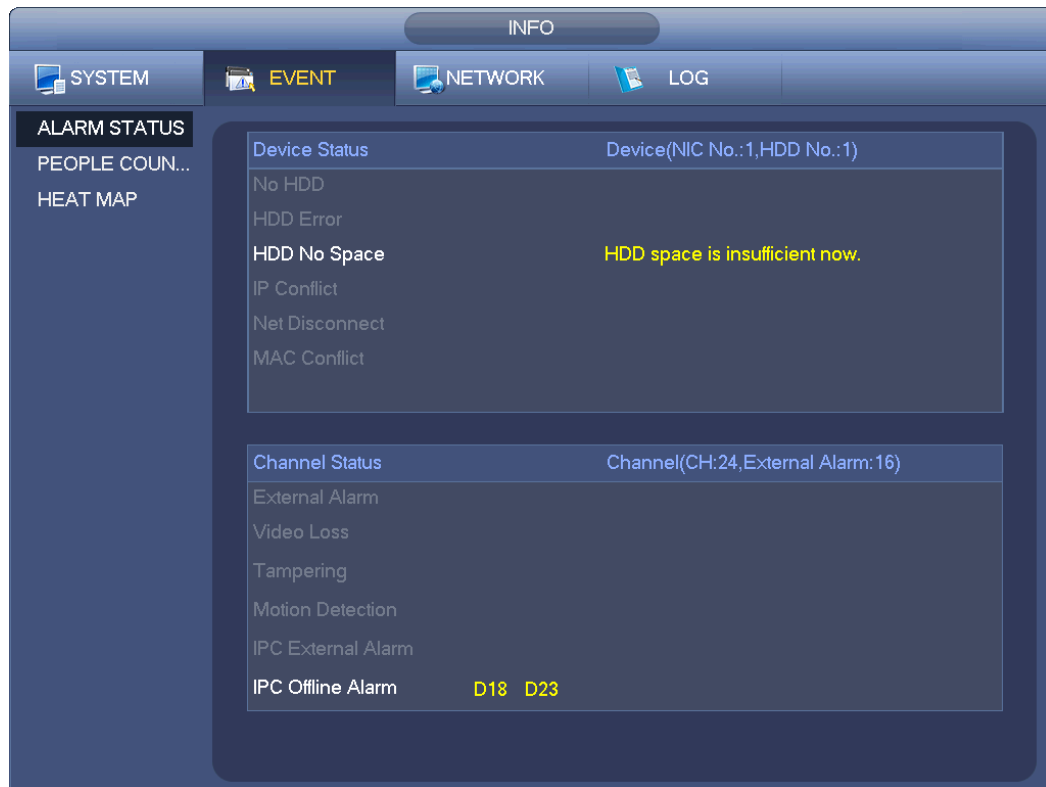 INFO
SYSTEM EVENT NETWORK LOG
ALARM STATUS
PEOPLE COUN...
HEAT MAP
Device Status Device(NIC No.:1,HDD No.:1)
No HDD
HDD Error
HDD No Space HDD space is insufficient now.
IP Conflict
Net Disconnect
MAC Conflict
Channel Status Channel(CH:24,External Alarm:16)
External Alarm
Video Loss
Tampering
Motion Detection
IPC External Alarm
IPC Offline Alarm D18 D23